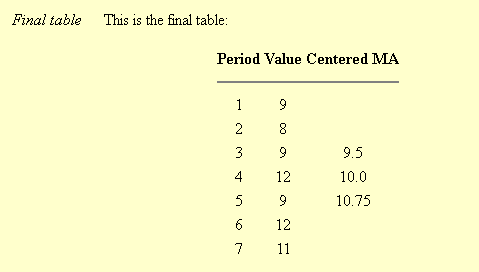 Final table This is the final table:
Period Value Centered MA
1 9
2 8
3 9 9.5
4 12 10.0
5 9 10.75
6 12
7 11